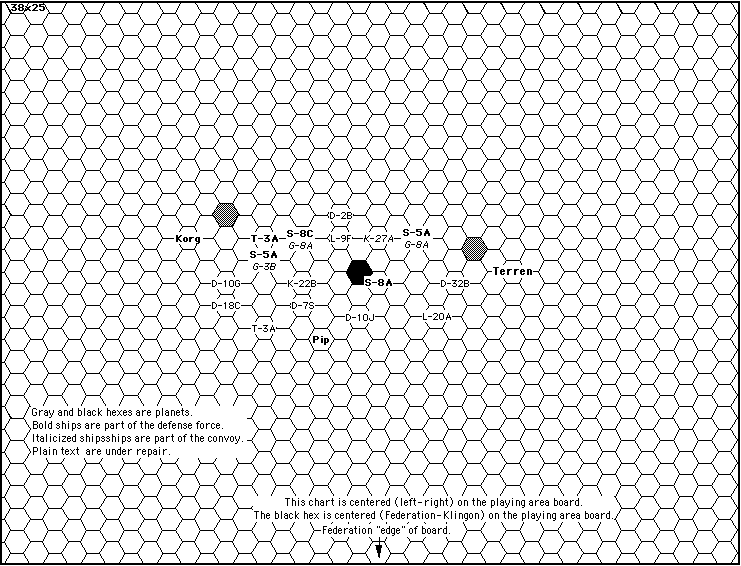 38x25
D-2B
Korg
T-3A
S-8C
G-8A
L-9F
K-27A
S-5A
G-8A
S-5A
G-3B
Terren
D-10G
K-22B
S-8A
D-32B
D-18C
D-7S
D-10J
L-20A
T-3A
Pip
Gray and black hexes are planets.
Bold ships are part of the defense force.
Italicized shipsships are part of the convoy.
Plain text are under repair.
This chart is centered (left-right) on the playing area board.
The black hex is centered (Federation-Klingon) on the playing area board.
Federation "edge" of board.